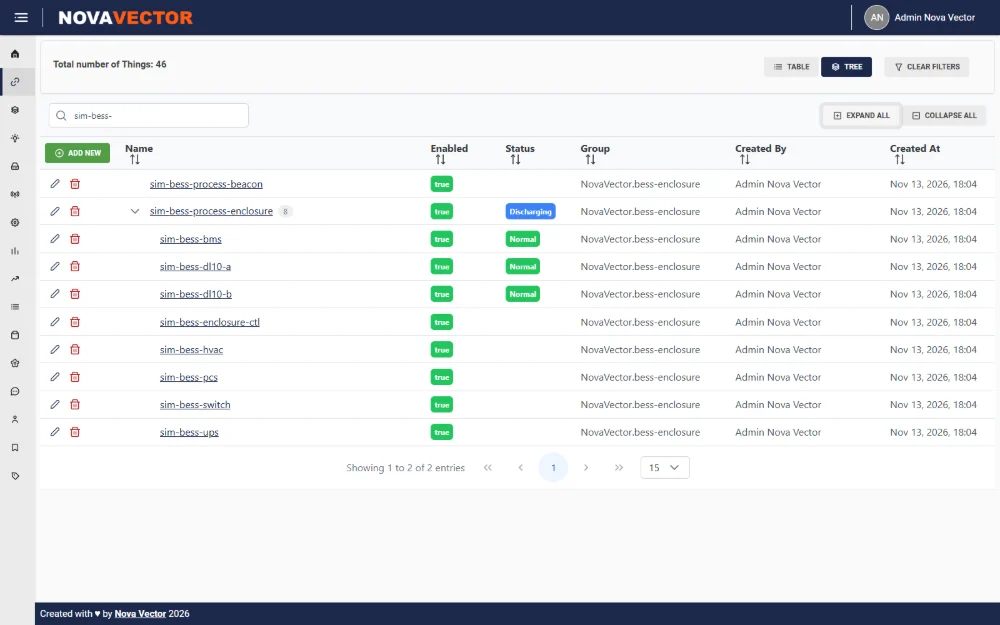 NOVAVECTOR
AN Admin Nova Vector
Total number of Things: 46
TABLE TREE CLEAR FILTERS
sim-bess-
EXPAND ALL COLLAPSE ALL
ADD NEW Name Enabled Status Group Created By Created At
sim-bess-process-beacon true NovaVector.bess-enclosure Admin Nova Vector Nov 13, 2026, 18:04
sim-bess-process-enclosure 8 true Discharging NovaVector.bess-enclosure Admin Nova Vector Nov 13, 2026, 18:04
sim-bess-bms true Normal NovaVector.bess-enclosure Admin Nova Vector Nov 13, 2026, 18:04
sim-bess-dl10-a true Normal NovaVector.bess-enclosure Admin Nova Vector Nov 13, 2026, 18:04
sim-bess-dl10-b true Normal NovaVector.bess-enclosure Admin Nova Vector Nov 13, 2026, 18:04
sim-bess-enclosure-ctl true NovaVector.bess-enclosure Admin Nova Vector Nov 13, 2026, 18:04
sim-bess-hvac true NovaVector.bess-enclosure Admin Nova Vector Nov 13, 2026, 18:04
sim-bess-pcs true NovaVector.bess-enclosure Admin Nova Vector Nov 13, 2026, 18:04
sim-bess-switch true NovaVector.bess-enclosure Admin Nova Vector Nov 13, 2026, 18:04
sim-bess-ups true NovaVector.bess-enclosure Admin Nova Vector Nov 13, 2026, 18:04
Showing 1 to 2 of 2 entries « ‹ 1 › » 15
Created with ♥ by Nova Vector 2026